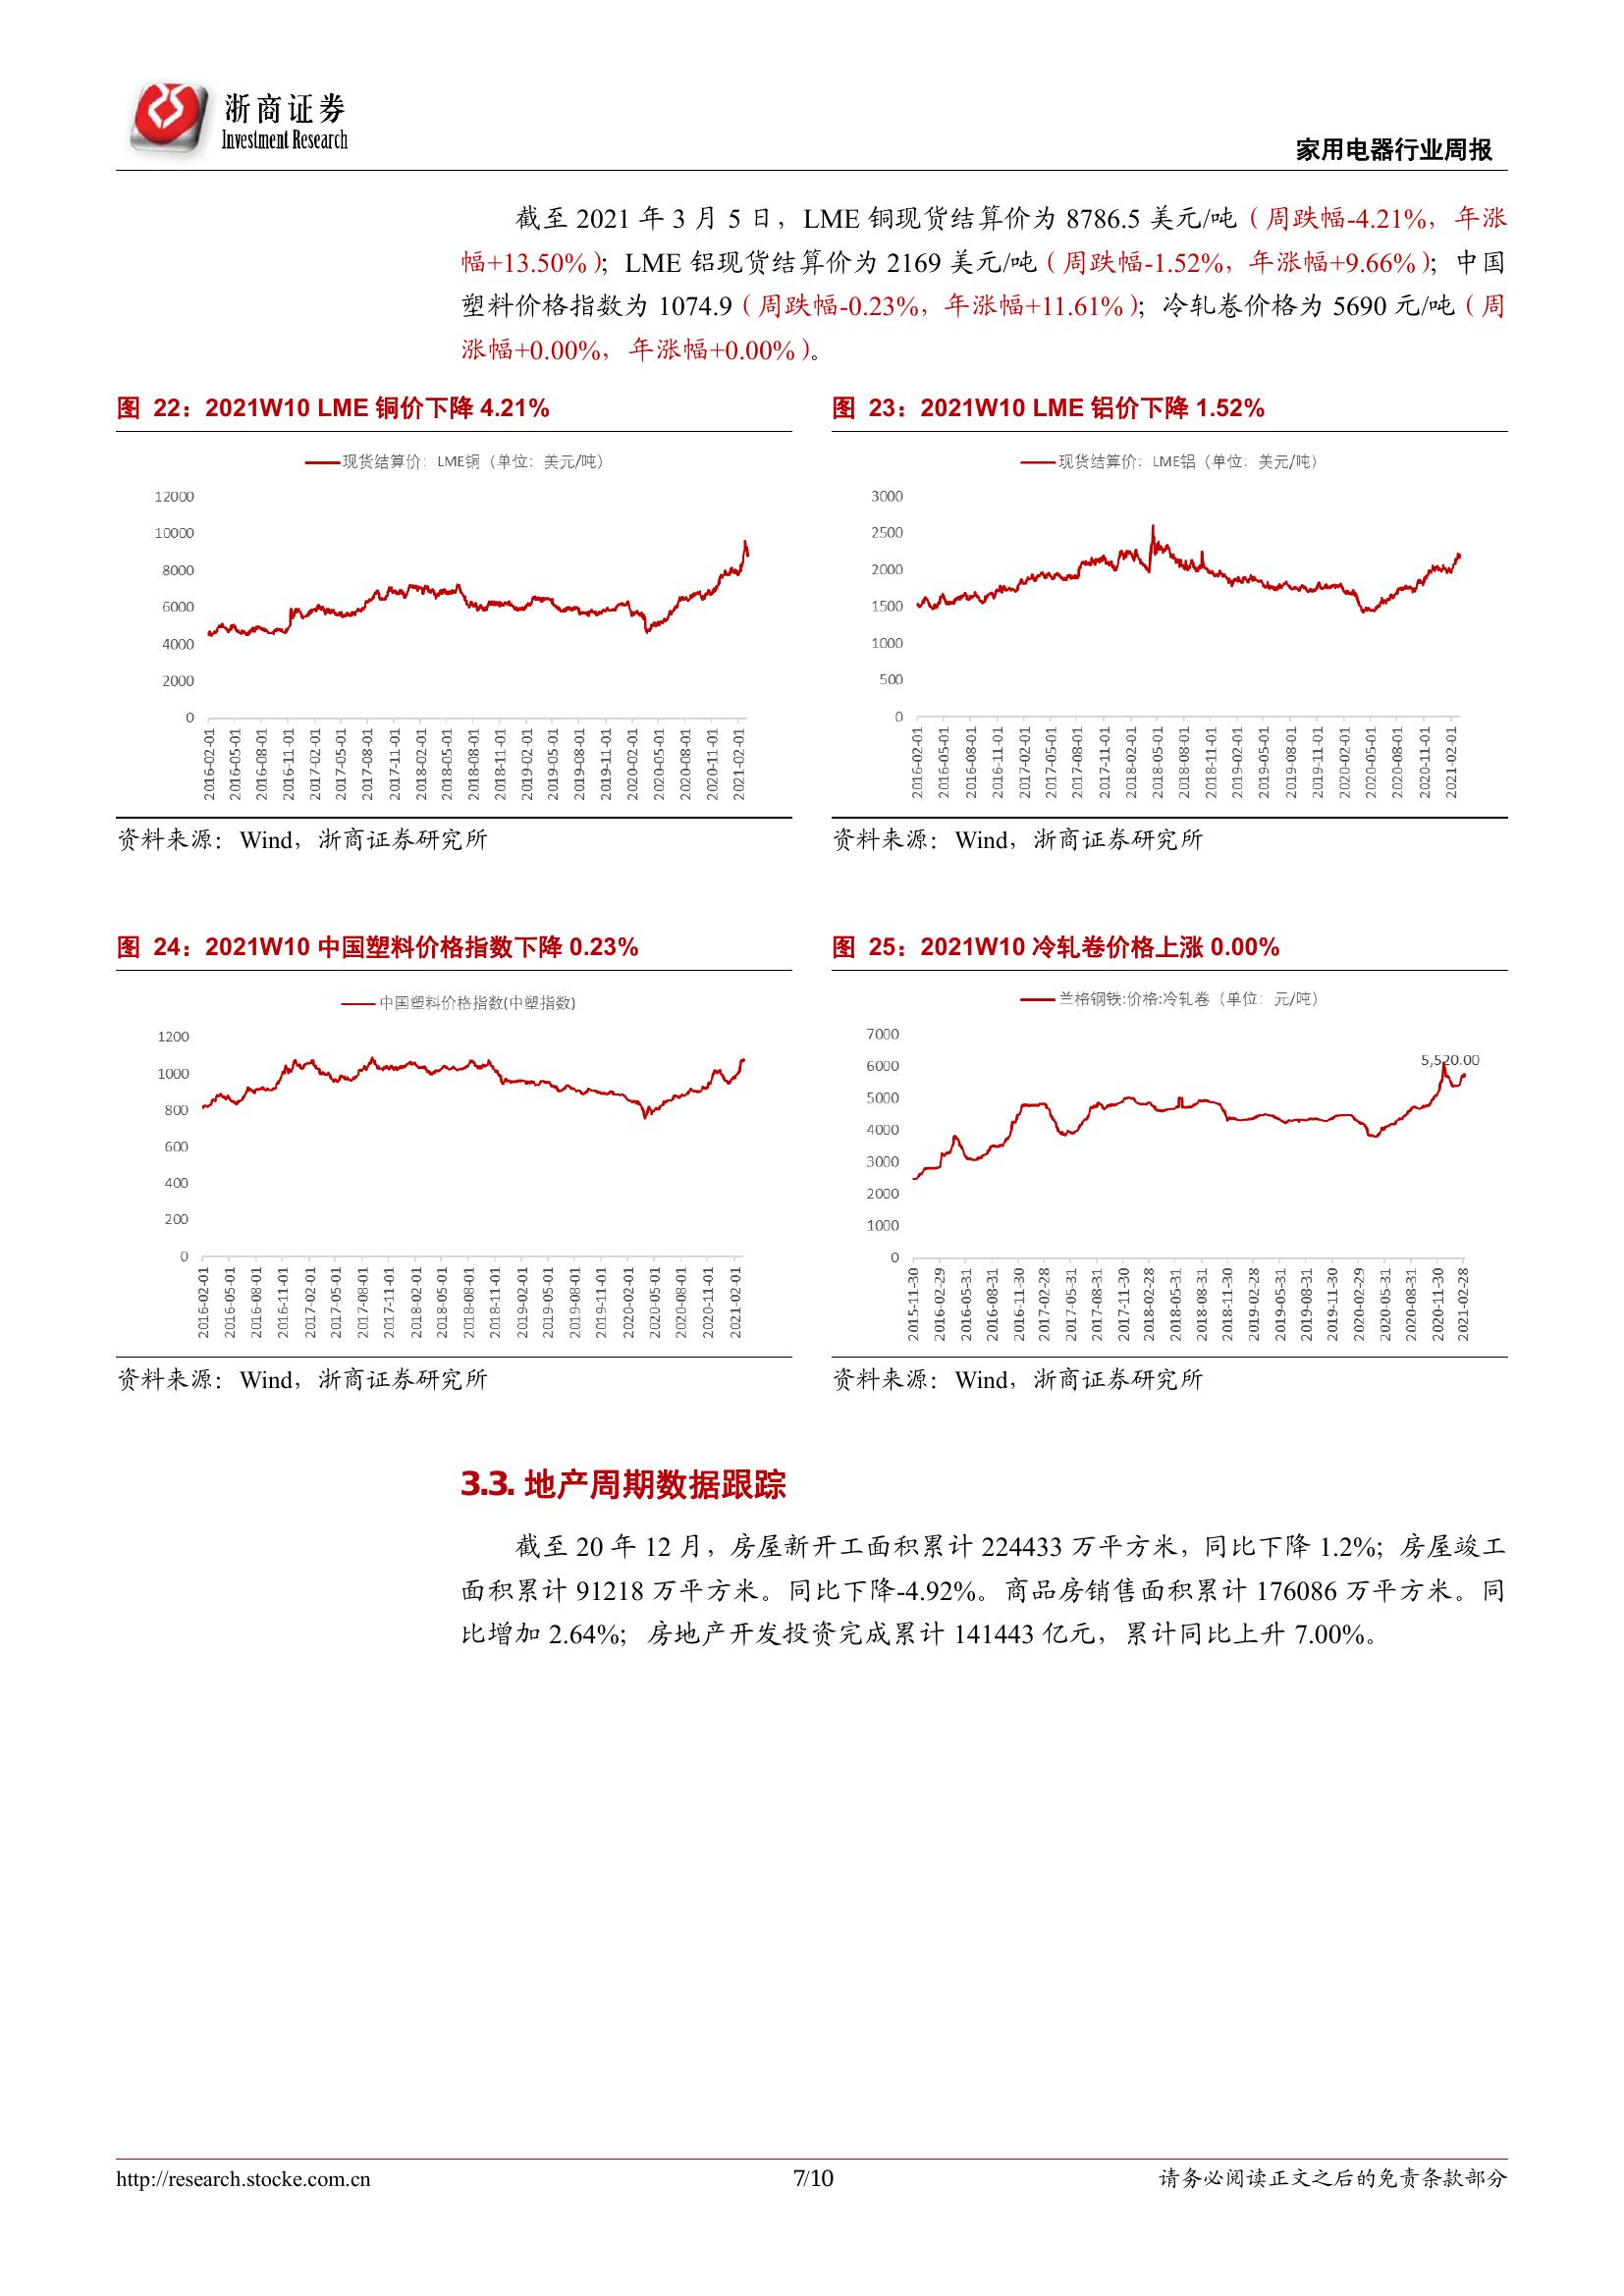 浙商证券
Investment Research
家用电器行业周报
截至 2021 年 3 月 5 日，LME 铜现货结算价为 8786.5 美元/吨（周跌幅-4.21%，年涨
幅+13.50%）；LME 铝现货结算价为 2169 美元/吨（周跌幅-1.52%，年涨幅+9.66%）；中国
塑料价格指数为 1074.9（周跌幅-0.23%，年涨幅+11.61%）；冷轧卷价格为 5690 元/吨（周
涨幅+0.00%，年涨幅+0.00%）。
图 22：2021W10 LME 铜价下降 4.21%
现货结算价：LME铜（单位：美元/吨）
12000
10000
8000
6000
4000
2000
0
2016-02-01 2016-05-01 2016-08-01 2016-11-01 2017-02-01 2017-05-01 2017-08-01 2017-11-01 2018-02-01 2018-05-01 2018-08-01 2018-11-01 2019-02-01 2019-05-01 2019-08-01 2019-11-01 2020-02-01 2020-05-01 2020-08-01 2020-11-01 2021-02-01
资料来源：Wind，浙商证券研究所
图 23：2021W10 LME 铝价下降 1.52%
现货结算价：LME铝（单位：美元/吨）
3000
2500
2000
1500
1000
500
0
2016-02-01 2016-05-01 2016-08-01 2016-11-01 2017-02-01 2017-05-01 2017-08-01 2017-11-01 2018-02-01 2018-05-01 2018-08-01 2018-11-01 2019-02-01 2019-05-01 2019-08-01 2019-11-01 2020-02-01 2020-05-01 2020-08-01 2020-11-01 2021-02-01
资料来源：Wind，浙商证券研究所
图 24：2021W10 中国塑料价格指数下降 0.23%
中国塑料价格指数(中塑指数)
1200
1000
800
600
400
200
0
2016-02-01 2016-05-01 2016-08-01 2016-11-01 2017-02-01 2017-05-01 2017-08-01 2017-11-01 2018-02-01 2018-05-01 2018-08-01 2018-11-01 2019-02-01 2019-05-01 2019-08-01 2019-11-01 2020-02-01 2020-05-01 2020-08-01 2020-11-01 2021-02-01
资料来源：Wind，浙商证券研究所
图 25：2021W10 冷轧卷价格上涨 0.00%
兰格钢铁:价格:冷轧卷（单位：元/吨）
7000
6000
5000
4000
3000
2000
1000
0
5,520.00
2015-11-30 2016-02-29 2016-05-31 2016-08-31 2016-11-30 2017-02-28 2017-05-31 2017-08-31 2017-11-30 2018-02-28 2018-05-31 2018-08-31 2018-11-30 2019-02-28 2019-05-31 2019-08-31 2019-11-30 2020-02-29 2020-05-31 2020-08-31 2020-11-30 2021-02-28
资料来源：Wind，浙商证券研究所
3.3. 地产周期数据跟踪
截至 20 年 12 月，房屋新开工面积累计 224433 万平方米，同比下降 1.2%；房屋竣工
面积累计 91218 万平方米。同比下降-4.92%。商品房销售面积累计 176086 万平方米。同
比增加 2.64%；房地产开发投资完成累计 141443 亿元，累计同比上升 7.00%。
http://research.stocke.com.cn
7/10
请务必阅读正文之后的免责条款部分